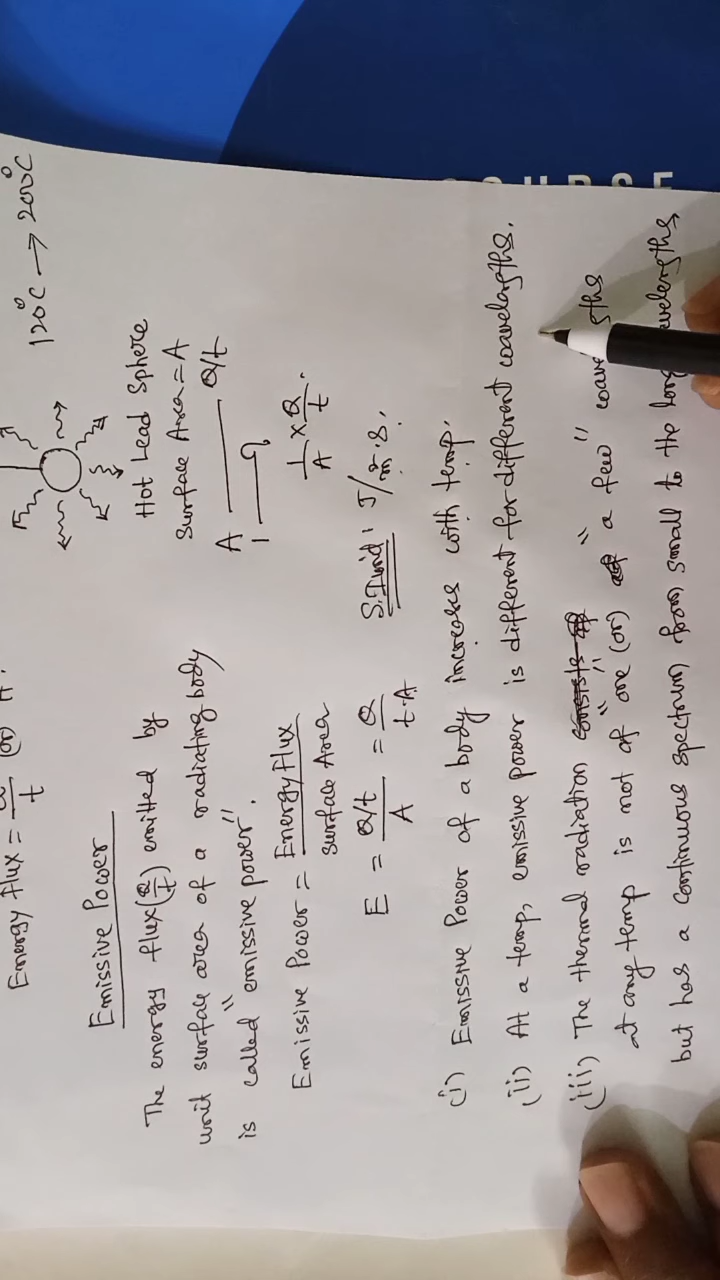 Energy flux = Q/t (or) H.
120°C → 200°C
Emissive Power
The energy flux (Q/t) emitted by
unit surface area of a radiating body
is called "emissive power".
Emissive Power = Energy flux / Surface Area
E = Q/t / A = Q / t·A
Hot Lead Sphere
Surface Area = A
A — Q/t
1 — ?
1/A × Q/t.
S.I unit: J/m².s.
(i) Emissive Power of a body increases with temp.
(ii) At a temp, emissive power is different for different wavelengths.
(iii) The thermal radiation
at any temp is not of "one" (or) "a few" wave gths
but has a continuous spectrum from small to the long wavelengths